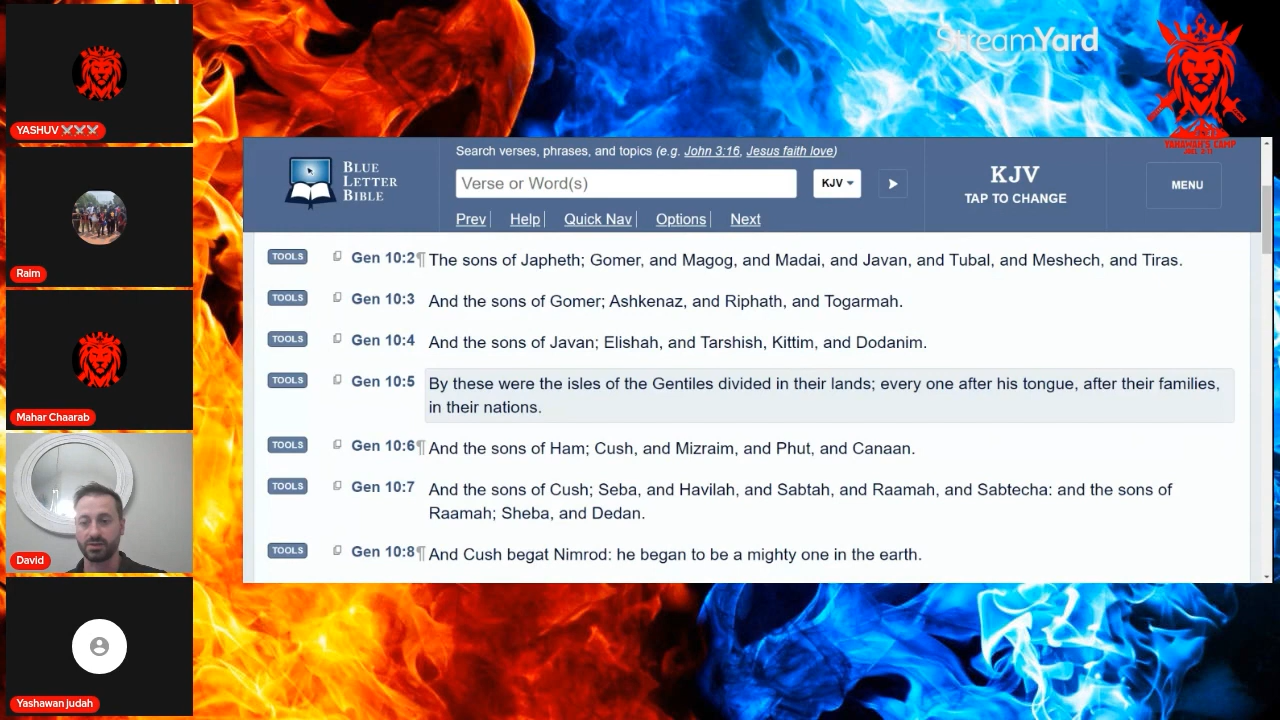 YASHUV ⚔⚔⚔
Raim
Mahar Chaarab
David
Yashawan judah
StreamYard
YAHAWAH'S CAMP
BLUE
LETTER
BIBLE
Search verses, phrases, and topics (e.g. John 3:16, Jesus faith love)
Verse or Word(s)
KJV
Prev Help Quick Nav Options Next
KJV
TAP TO CHANGE
MENU
TOOLS Gen 10:2 ¶ The sons of Japheth; Gomer, and Magog, and Madai, and Javan, and Tubal, and Meshech, and Tiras.
TOOLS Gen 10:3 And the sons of Gomer; Ashkenaz, and Riphath, and Togarmah.
TOOLS Gen 10:4 And the sons of Javan; Elishah, and Tarshish, Kittim, and Dodanim.
TOOLS Gen 10:5 By these were the isles of the Gentiles divided in their lands; every one after his tongue, after their families,
in their nations.
TOOLS Gen 10:6 ¶ And the sons of Ham; Cush, and Mizraim, and Phut, and Canaan.
TOOLS Gen 10:7 And the sons of Cush; Seba, and Havilah, and Sabtah, and Raamah, and Sabtecha: and the sons of
Raamah; Sheba, and Dedan.
TOOLS Gen 10:8 ¶ And Cush begat Nimrod: he began to be a mighty one in the earth.